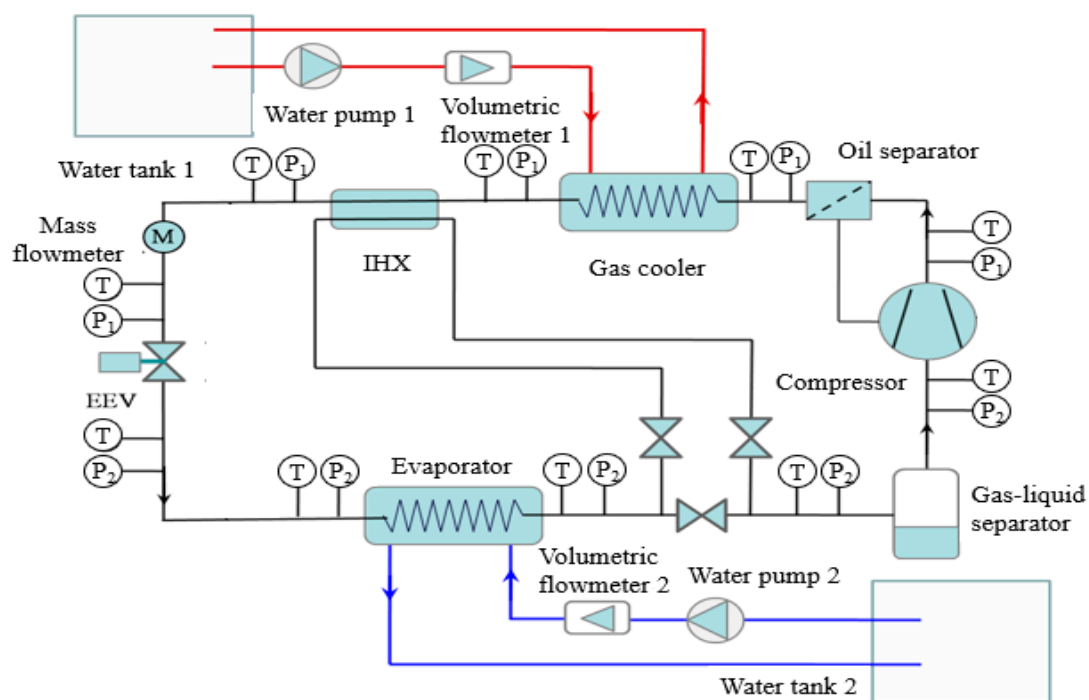 Water pump 1
Volumetric
flowmeter 1
Water tank 1
T
P1
T
P1
T
P1
Oil separator
Mass
flowmeter
M
IHX
Gas cooler
T
P1
T
P1
EEV
Compressor
T
P2
T
P2
T
P2
Evaporator
T
P2
T
P2
Gas-liquid
separator
Volumetric
flowmeter 2
Water pump 2
Water tank 2